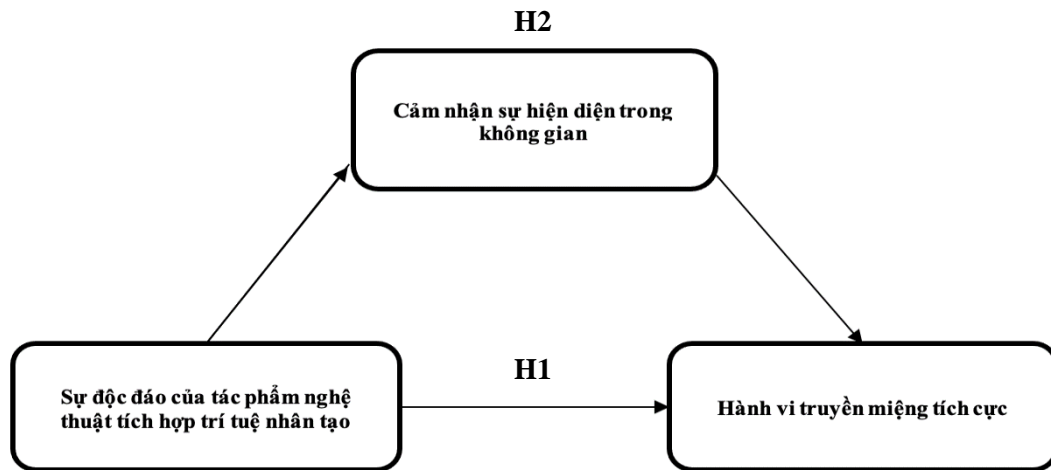 H2
Cảm nhận sự hiện diện trong
không gian
H1
Sự độc đáo của tác phẩm nghệ
thuật tích hợp trí tuệ nhân tạo
Hành vi truyền miệng tích cực